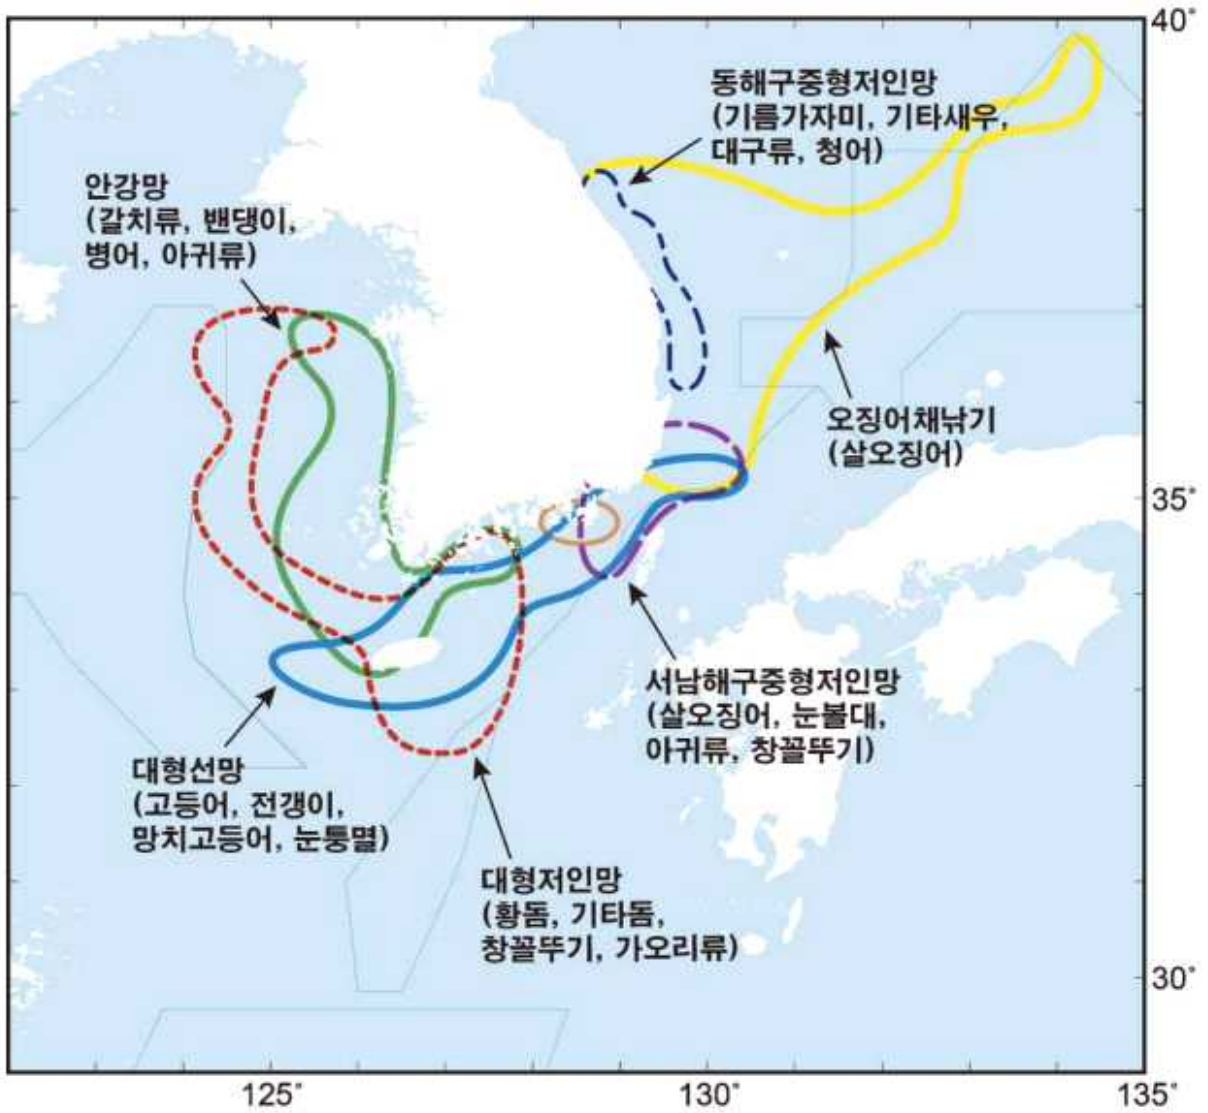 40°
동해구중형저인망
(기름가자미, 기타새우,
대구류, 청어)
안강망
(갈치류, 밴댕이,
병어, 아귀류)
오징어채낚기
(살오징어)
35°
서남해구중형저인망
(살오징어, 눈볼대,
아귀류, 창꼴뚜기)
대형선망
(고등어, 전갱이,
망치고등어, 눈퉁멸)
대형저인망
(황돔, 기타돔,
창꼴뚜기, 가오리류)
30°
125°
130°
135°